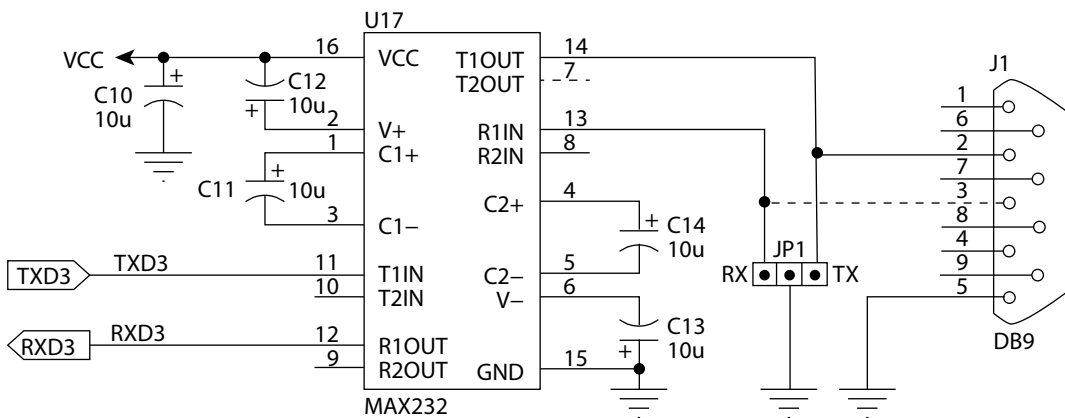 U17
16
VCC
VCC
T1OUT
14
T2OUT
7
C10
10u
+
C12
10u
+
2
V+
1
C1+
R1IN
13
R2IN
8
C11
+
10u
3
C1−
C2+
4
+
C14
10u
C2−
5
V−
6
TXD3
TXD3
11
T1IN
10
T2IN
RXD3
RXD3
12
R1OUT
9
R2OUT
GND
15
C13
10u
+
MAX232
JP1
RX
TX
J1
1
6
2
7
3
8
4
9
5
DB9